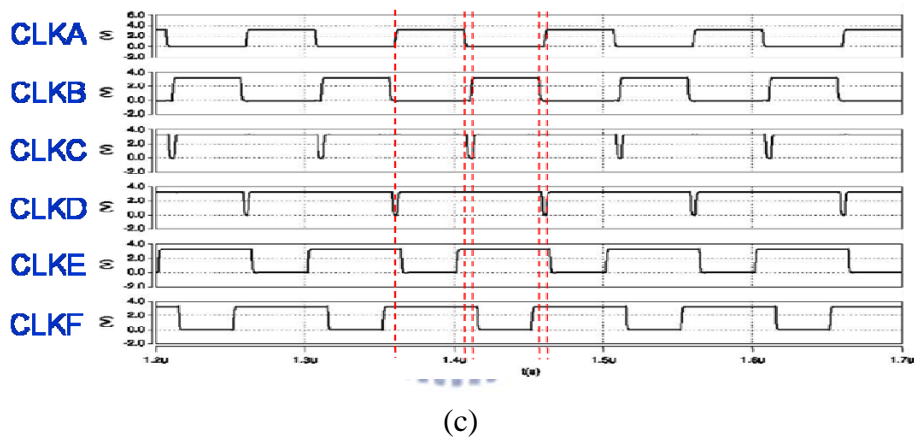 CLKA (V) 6.0 4.0 2.0 0.0 -2.0
CLKB (V) 4.0 2.0 0.0 -2.0
CLKC (V) 4.0 2.0 0.0 -2.0
CLKD (V) 4.0 2.0 0.0 -2.0
CLKE (V) 4.0 2.0 0.0 -2.0
CLKF (V) 4.0 2.0 0.0 -2.0
1.2u 1.3u 1.4u 1.5u 1.6u 1.7u
t(s)
(c)